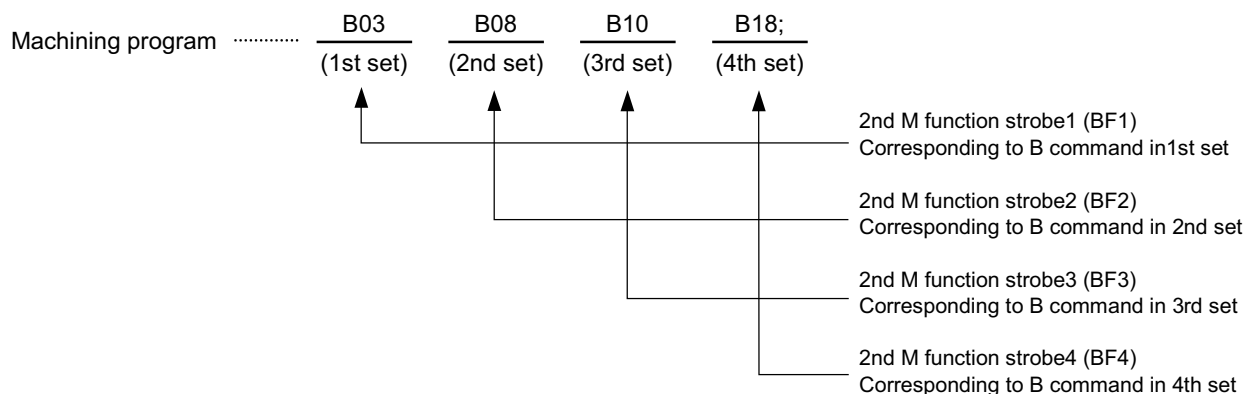 Machining program ............ B03 B08 B10 B18;
(1st set) (2nd set) (3rd set) (4th set)
2nd M function strobe1 (BF1)
Corresponding to B command in1st set
2nd M function strobe2 (BF2)
Corresponding to B command in 2nd set
2nd M function strobe3 (BF3)
Corresponding to B command in 3rd set
2nd M function strobe4 (BF4)
Corresponding to B command in 4th set